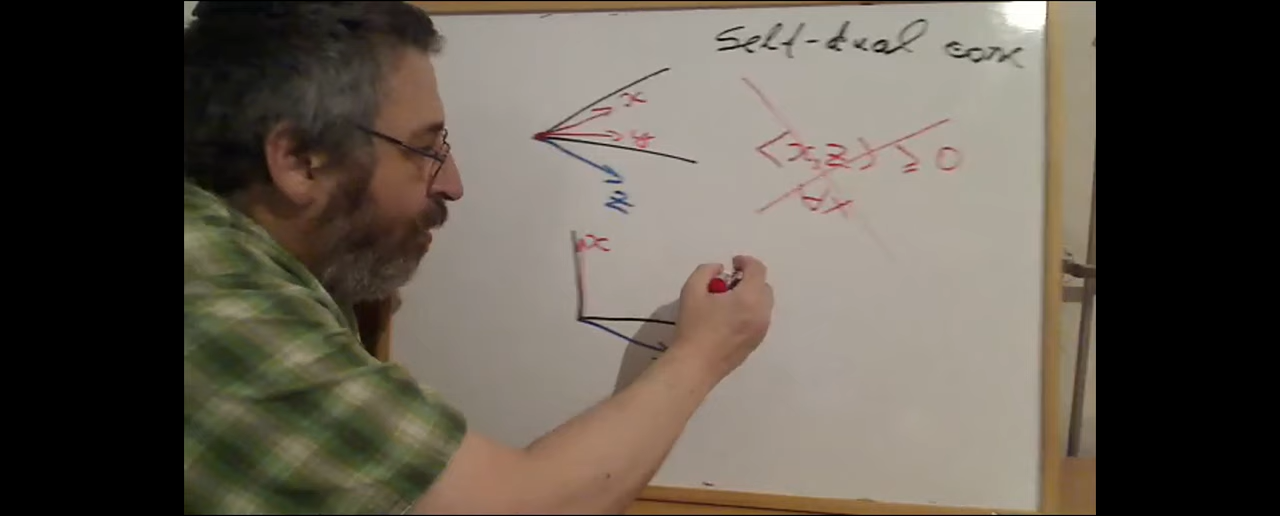 Self-dual cone
x
y
z
<x,z> ≥ 0
∀x
x